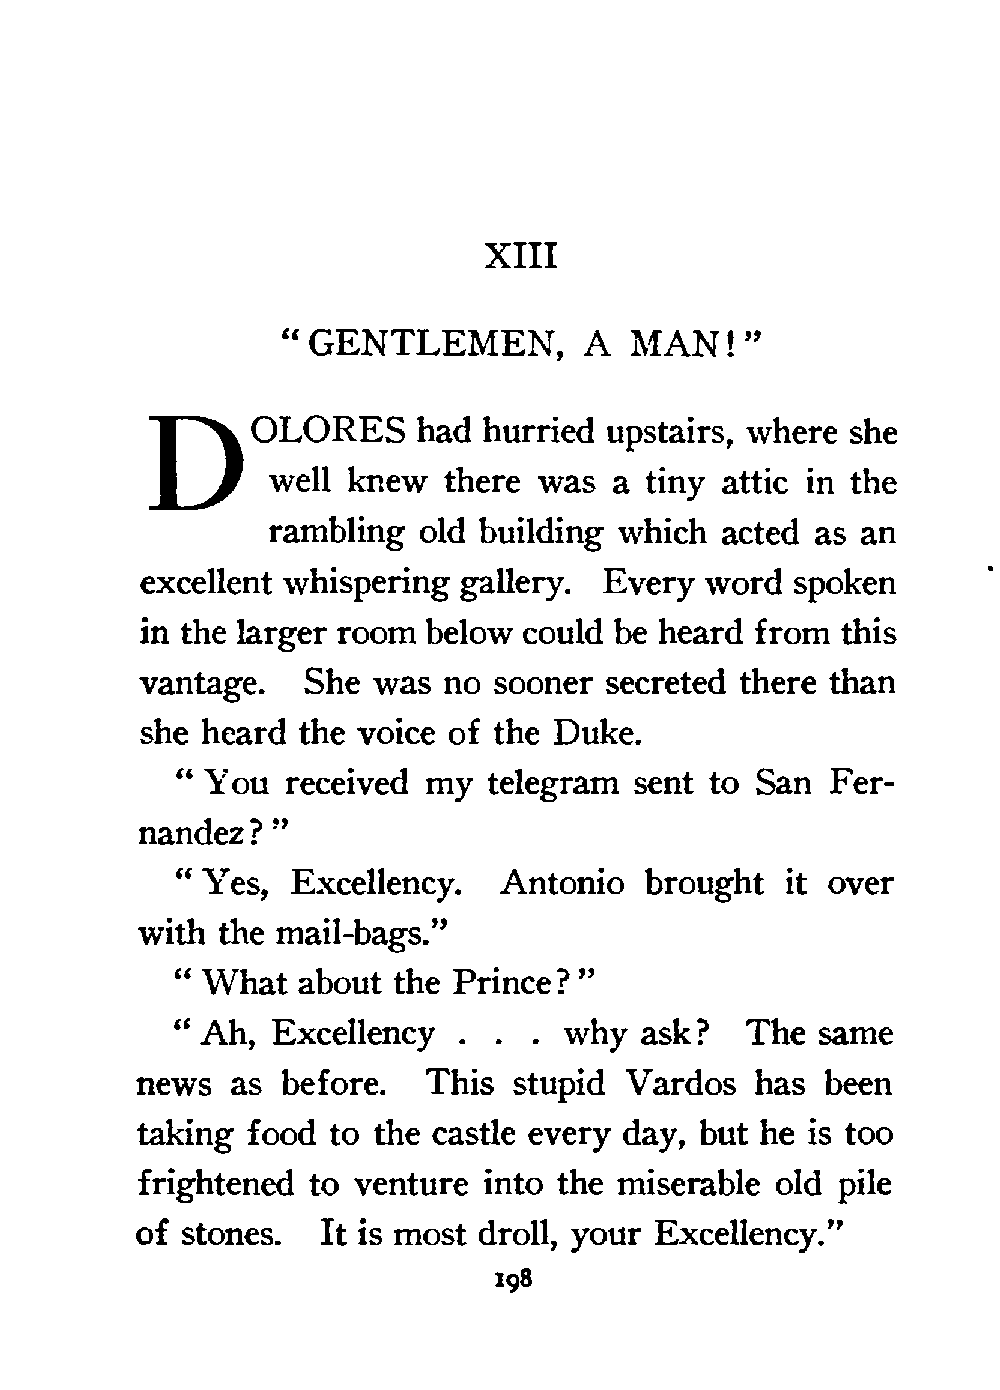 XIII
“GENTLEMEN, A MAN!”
DOLORES had hurried upstairs, where she
well knew there was a tiny attic in the
rambling old building which acted as an
excellent whispering gallery. Every word spoken
in the larger room below could be heard from this
vantage. She was no sooner secreted there than
she heard the voice of the Duke.
“You received my telegram sent to San Fer-
nandez?”
“Yes, Excellency. Antonio brought it over
with the mail-bags.”
“What about the Prince?”
“Ah, Excellency . . . why ask? The same
news as before. This stupid Vardos has been
taking food to the castle every day, but he is too
frightened to venture into the miserable old pile
of stones. It is most droll, your Excellency.”
198